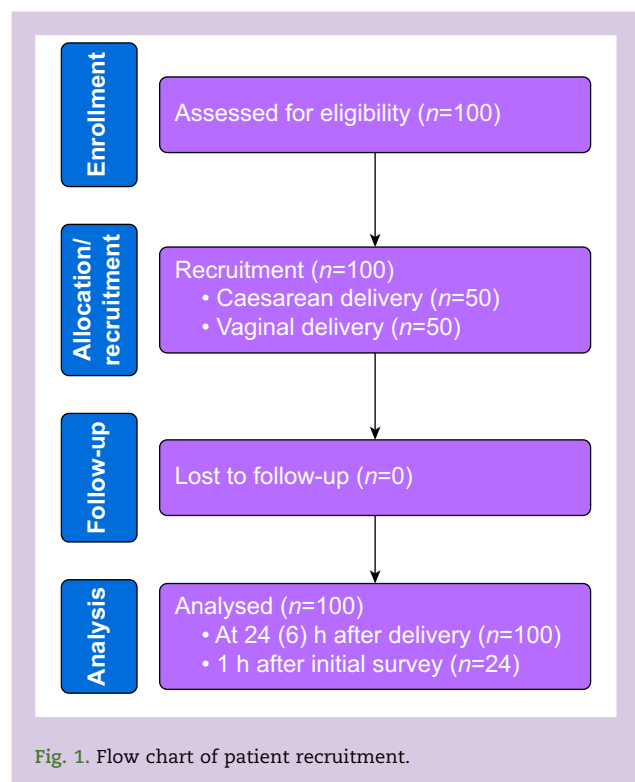 Enrollment
Assessed for eligibility (n=100)
Allocation/
recruitment
Recruitment (n=100)
• Caesarean delivery (n=50)
• Vaginal delivery (n=50)
Follow-up
Lost to follow-up (n=0)
Analysis
Analysed (n=100)
• At 24 (6) h after delivery (n=100)
• 1 h after initial survey (n=24)
Fig. 1. Flow chart of patient recruitment.